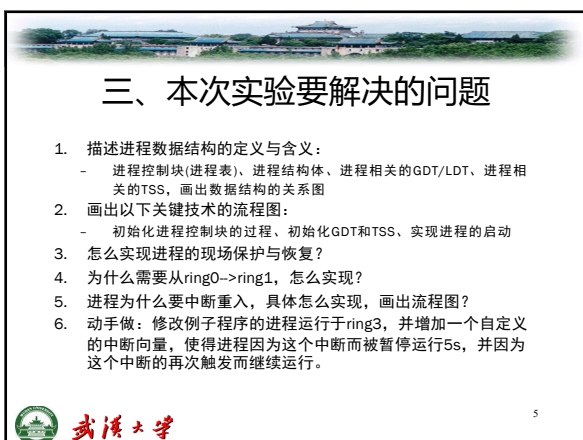 三、本次实验要解决的问题
1. 描述进程数据结构的定义与含义：
– 进程控制块(进程表)、进程结构体、进程相关的GDT/LDT、进程相
关的TSS，画出数据结构的关系图
2. 画出以下关键技术的流程图：
– 初始化进程控制块的过程、初始化GDT和TSS、实现进程的启动
3. 怎么实现进程的现场保护与恢复？
4. 为什么需要从ring0–>ring1，怎么实现？
5. 进程为什么要中断重入，具体怎么实现，画出流程图？
6. 动手做：修改例子程序的进程运行于ring3，并增加一个自定义
的中断向量，使得进程因为这个中断而被暂停运行5s，并因为
这个中断的再次触发而继续运行。
武漢大学
5